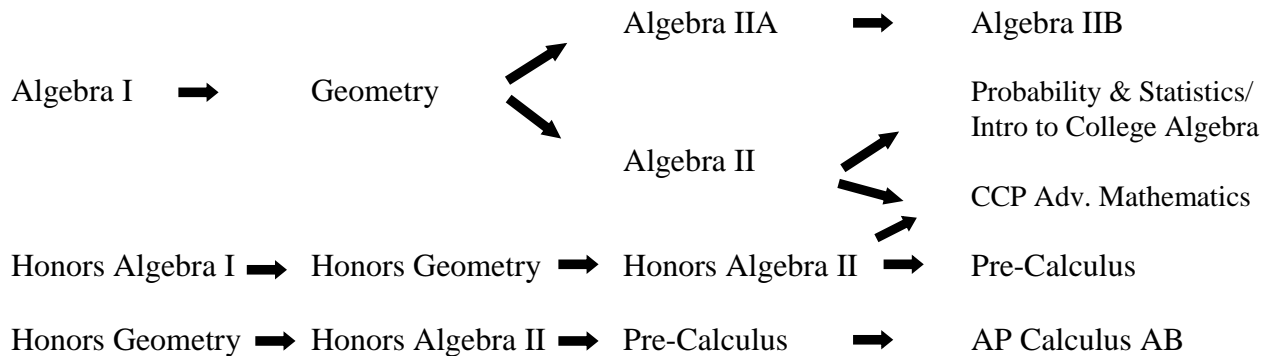 Algebra IIA
Algebra IIB
Algebra I
Geometry
Probability & Statistics/
Intro to College Algebra
Algebra II
CCP Adv. Mathematics
Honors Algebra I
Honors Geometry
Honors Algebra II
Pre-Calculus
Honors Geometry
Honors Algebra II
Pre-Calculus
AP Calculus AB